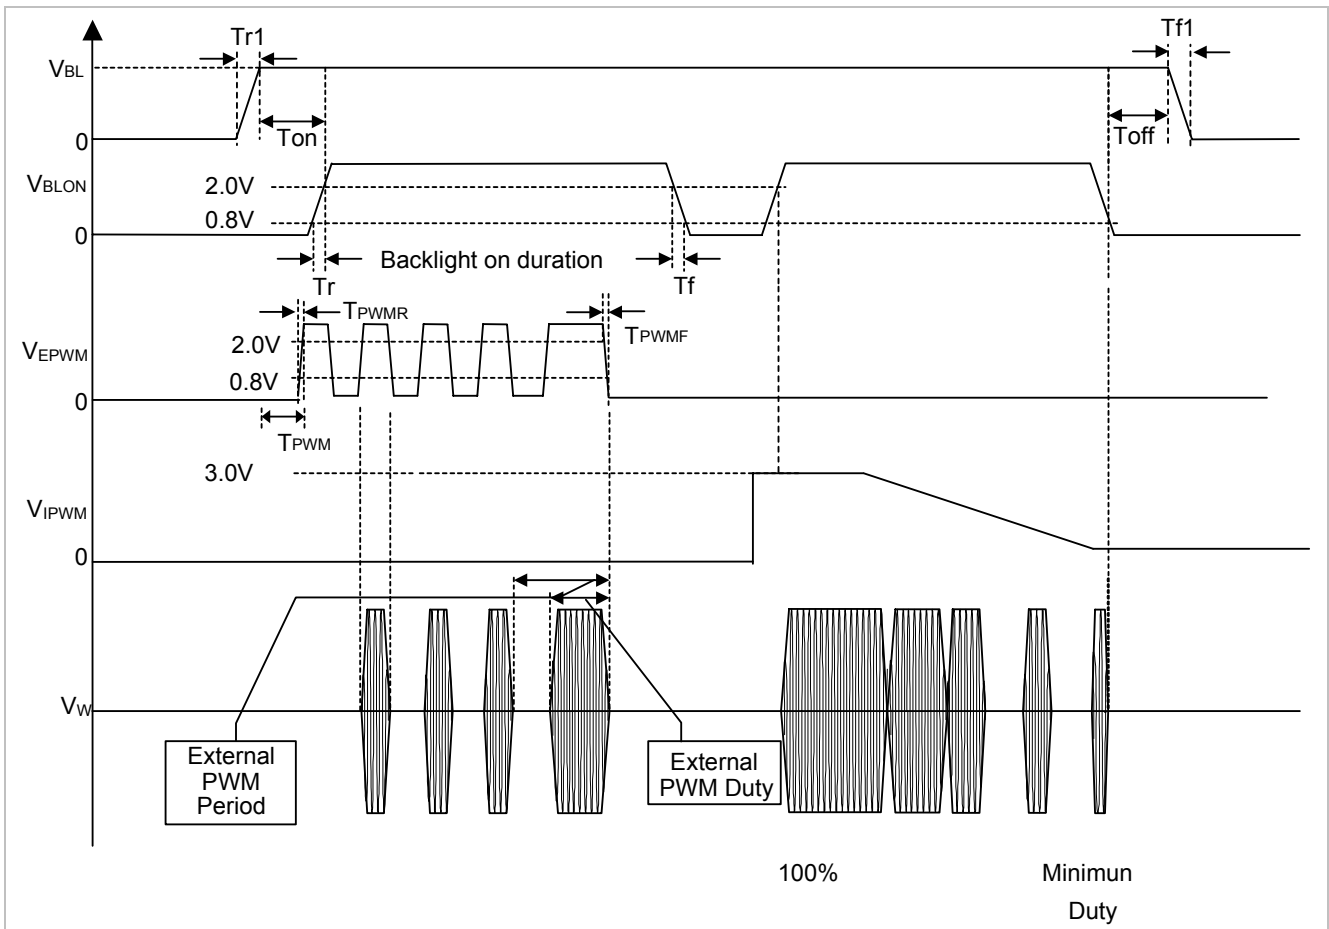 Tr1
Tf1
VBL
0
Ton
Toff
VBLON
2.0V
0.8V
0
Backlight on duration
Tr
Tf
TPWMR
TPWMF
VEPWM
2.0V
0.8V
0
TPWM
3.0V
VIPWM
0
VW
External
PWM
Period
External
PWM Duty
100%
Minimun
Duty